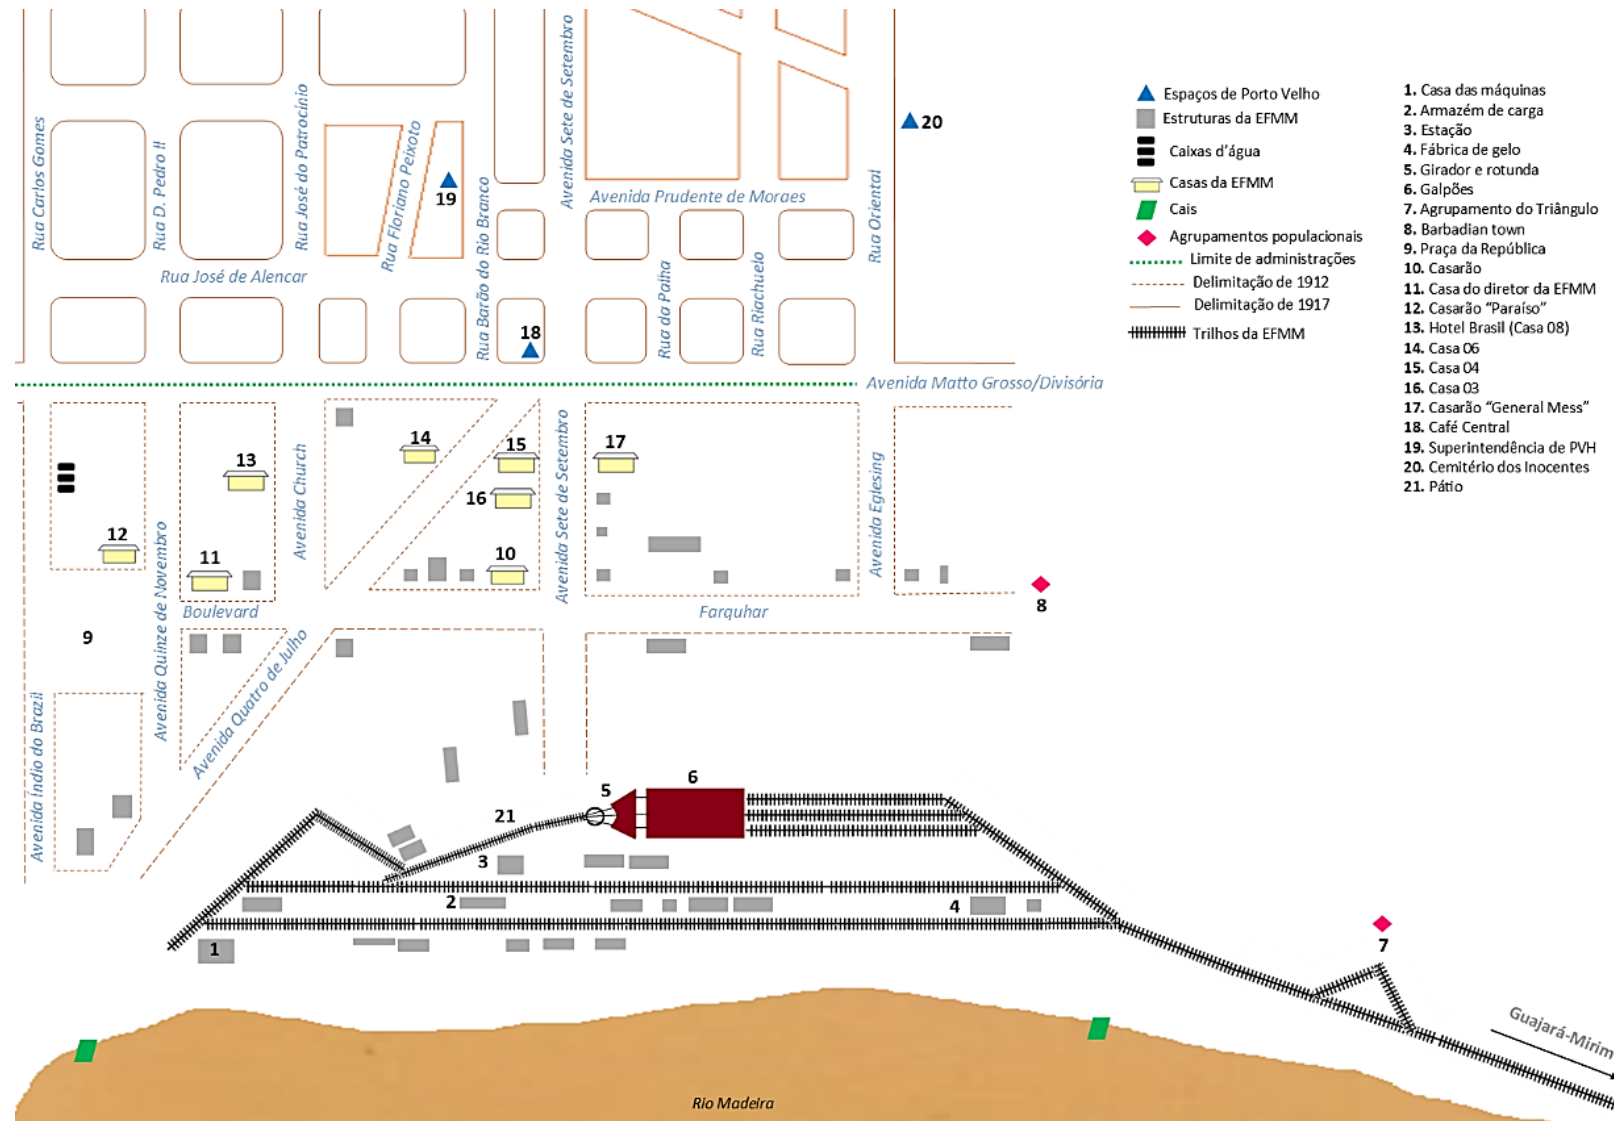 Espaços de Porto Velho
Estruturas da EFMM
Caixas d'água
Casas da EFMM
Cais
Agrupamentos populacionais
Limite de administrações
Delimitação de 1912
Delimitação de 1917
Trilhos da EFMM
1. Casa das máquinas
2. Armazém de carga
3. Estação
4. Fábrica de gelo
5. Girador e rotunda
6. Galpões
7. Agrupamento do Triângulo
8. Barbadian town
9. Praça da República
10. Casarão
11. Casa do diretor da EFMM
12. Casarão “Paraíso”
13. Hotel Brasil (Casa 08)
14. Casa 06
15. Casa 04
16. Casa 03
17. Casarão “General Mess”
18. Café Central
19. Superintendência de PVH
20. Cemitério dos Inocentes
21. Pátio
Rua Carlos Gomes
Rua D. Pedro II
Rua José do Patrocínio
Rua Floriano Peixoto
Rua Barão do Rio Branco
Avenida Sete de Setembro
Avenida Prudente de Moraes
Rua Oriental
Rua José de Alencar
Rua da Palha
Rua Riachuelo
20
19
18
Avenida Matto Grosso/Divisória
14
15
17
13
16
12
11
10
Avenida Church
Avenida Sete de Setembro
Avenida Eglesing
Avenida Quinze de Novembro
Boulevard
Farquhar
8
9
Avenida Quatro de Julho
Avenida Índio do Brazil
6
5
21
3
2
4
1
7
Guajará-Mirim
Rio Madeira